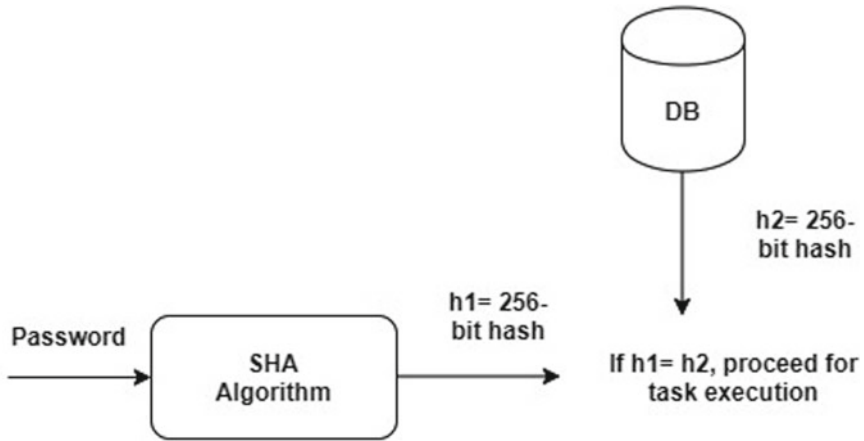 DB
h2= 256-
bit hash
h1= 256-
bit hash
Password
SHA
Algorithm
If h1= h2, proceed for
task execution